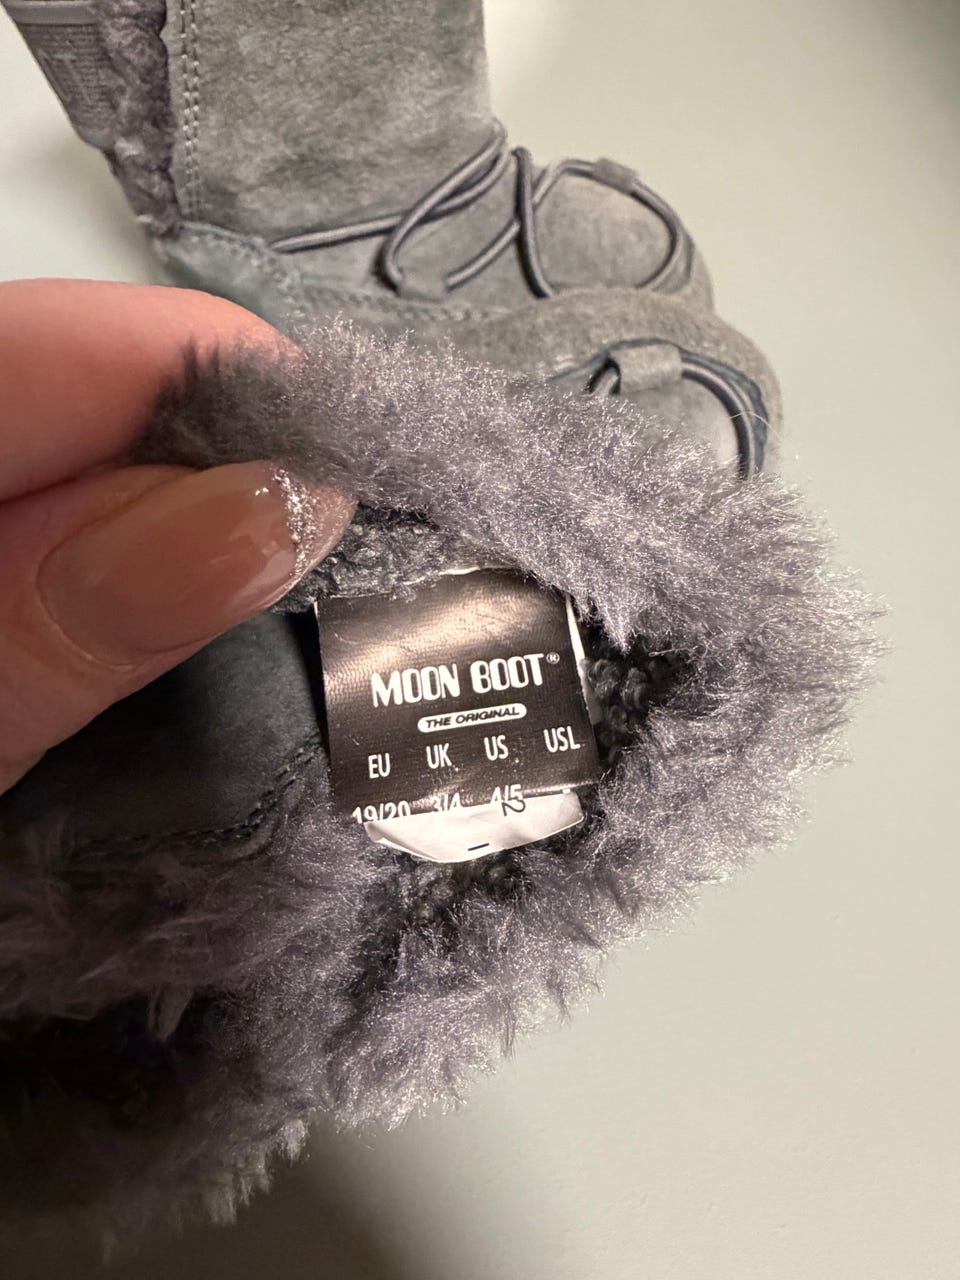 MOON BOOT®
THE ORIGINAL
EU UK US USL
19/20 3/4 4/5